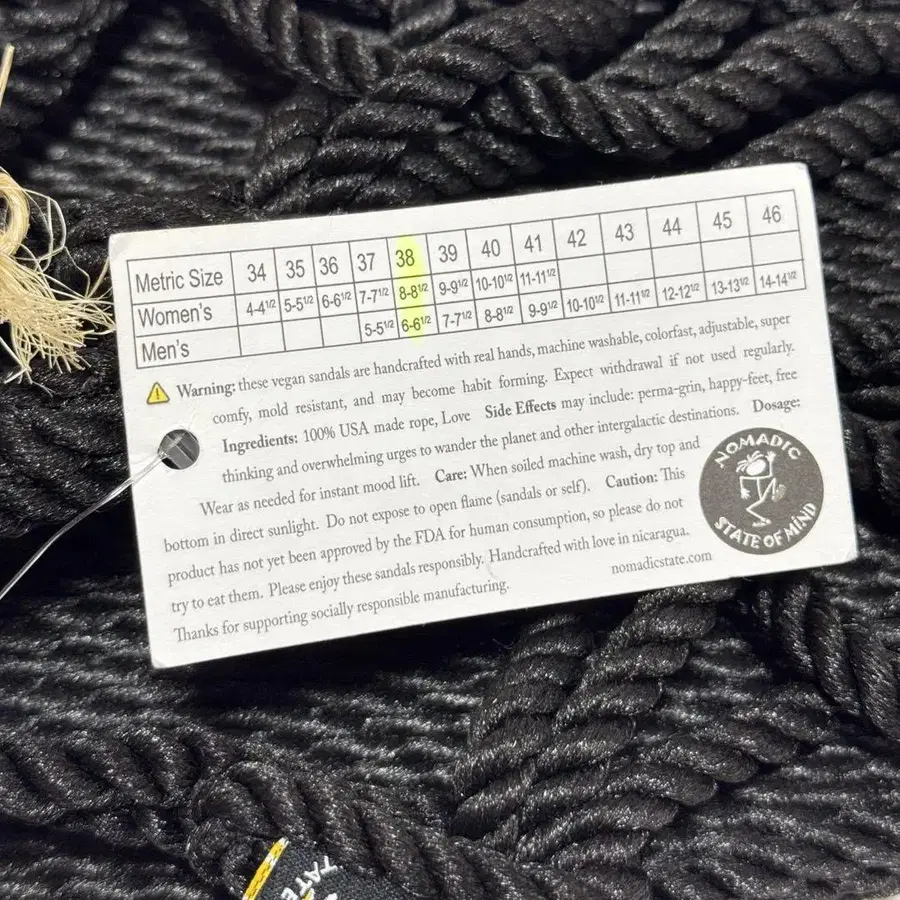 Metric Size 34 35 36 37 38 39 40 41 42 43 44 45 46
Women's 4-4½ 5-5½ 6-6½ 7-7½ 8-8½ 9-9½ 10-10½ 11-11½
Men's 5-5½ 6-6½ 7-7½ 8-8½ 9-9½ 10-10½ 11-11½ 12-12½ 13-13½ 14-14½
Warning: these vegan sandals are handcrafted with real hands, machine washable, colorfast, adjustable, super
comfy, mold resistant, and may become habit forming. Expect withdrawal if not used regularly.
Ingredients: 100% USA made rope, Love Side Effects may include: perma-grin, happy-feet, free
thinking and overwhelming urges to wander the planet and other intergalactic destinations. Dosage:
Wear as needed for instant mood lift. Care: When soiled machine wash, dry top and
bottom in direct sunlight. Do not expose to open flame (sandals or self). Caution: This
product has not yet been approved by the FDA for human consumption, so please do not
try to eat them. Please enjoy these sandals responsibly. Handcrafted with love in nicaragua.
Thanks for supporting socially responsible manufacturing.
nomadicstate.com
NOMADIC
STATE OF MIND